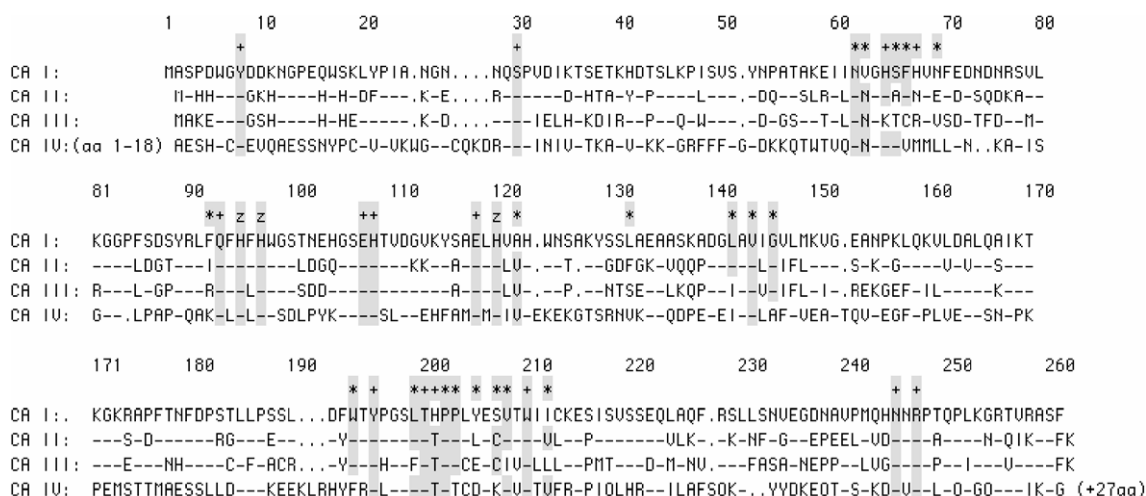 1 10 20 30 40 50 60 70 80
+ + **+**+ *
CA I: MASPDWGYDDKNGPEQWSKLYPIA.NGN....NQSPVDIKTSETKHDTSLKPISVS.YNPATAKEIINVGHSFHVNFEDNDNRSVL
CA II: M-HH---GKH----H-H-DF---.K-E....R-----D-HTA-Y-P----L---.-DQ--SLR-L-N--A-N-E-D-SQDKA--
CA III: MAKE---GSH----H-HE----.K-D....---IELH-KDIR--P--Q-W---.-D-GS--T-L-N-KTCR-VSD-TFD--M-
CA IV:(aa 1-18) AESH-C-EVQAESSNYPC-V-VKWG--CQKDR---INIV-TKA-V-KK-GRFFF-G-DKKQTWTVQ-N---VMMLL-N..KA-IS
81 90 100 110 120 130 140 150 160 170
*+ z z ++ + z * * * * *
CA I: KGGPFSDSYRLFQFHFHWGSTNEHGSEHTVDGVKYSAELHVAHWNSAKYSSLAEAASKADGLAVIGVLMKVG.EANPKLQKVLDALQAIKT
CA II: ----LDGT---I------LDGQ------KK--A---LV-.--T.--GDFGK-VQQP-----L-IFL---.S-K-G----V-V--S---
CA III: R---L-GP---R---L---SDD----------A---LV-.--P.-NTSE-LKQP-I--V-IFL-I-.REKGEF-IL-----K---
CA IV: G--.LPAP-QAK-L-L--SDLPYK----SL--EHFAM-M-IV-EKEKGTSRNVK--QDPE-EI--LAF-VEA-TQV-EGF-PLVE--SN-PK
171 180 190 200 210 220 230 240 250 260
* + *++** * ** + * + +
CA I: KGKRAPFTNFDPSTLLPSSL...DFWTYPGSLTHPPLYESVTWIICKESISVSSEQLAQF.RSLLSNVEGDNAVPMQHNNRPTQPLKGRTVRASF
CA II: ---S-D-----RG---E---...-Y-------T---L-C----VL--P------VLK-.-K-NF-G--EPEEL-VD----A----N-QIK--FK
CA III: ---E---NH----C-F-ACR...-Y---H--F-T--CE-CIV-LLL--PMT--D-M-NV.---FASA-NEPP--LVG----P---I---V----FK
CA IV: PEMSTTMAESSLLD---KEEKLRHYFR-L----T-TCD-K-V-TVFR-PIQLHR--ILAFSQK-.YYDKEQT-S-KD-V--L-Q-GQ---IK-G (+27aa)